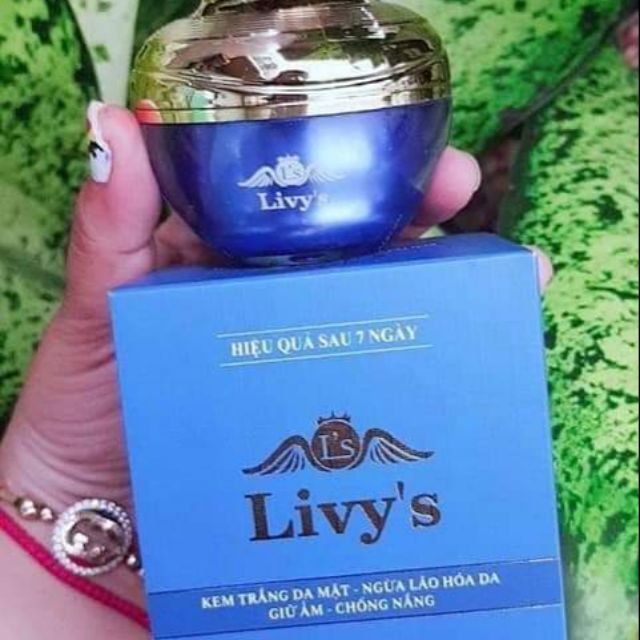 L's
Livy's
HIỆU QUẢ SAU 7 NGÀY
L's
Livy's
KEM TRẮNG DA MẶT - NGỪA LÃO HÓA DA
GIỮ ẨM - CHỐNG NẮNG